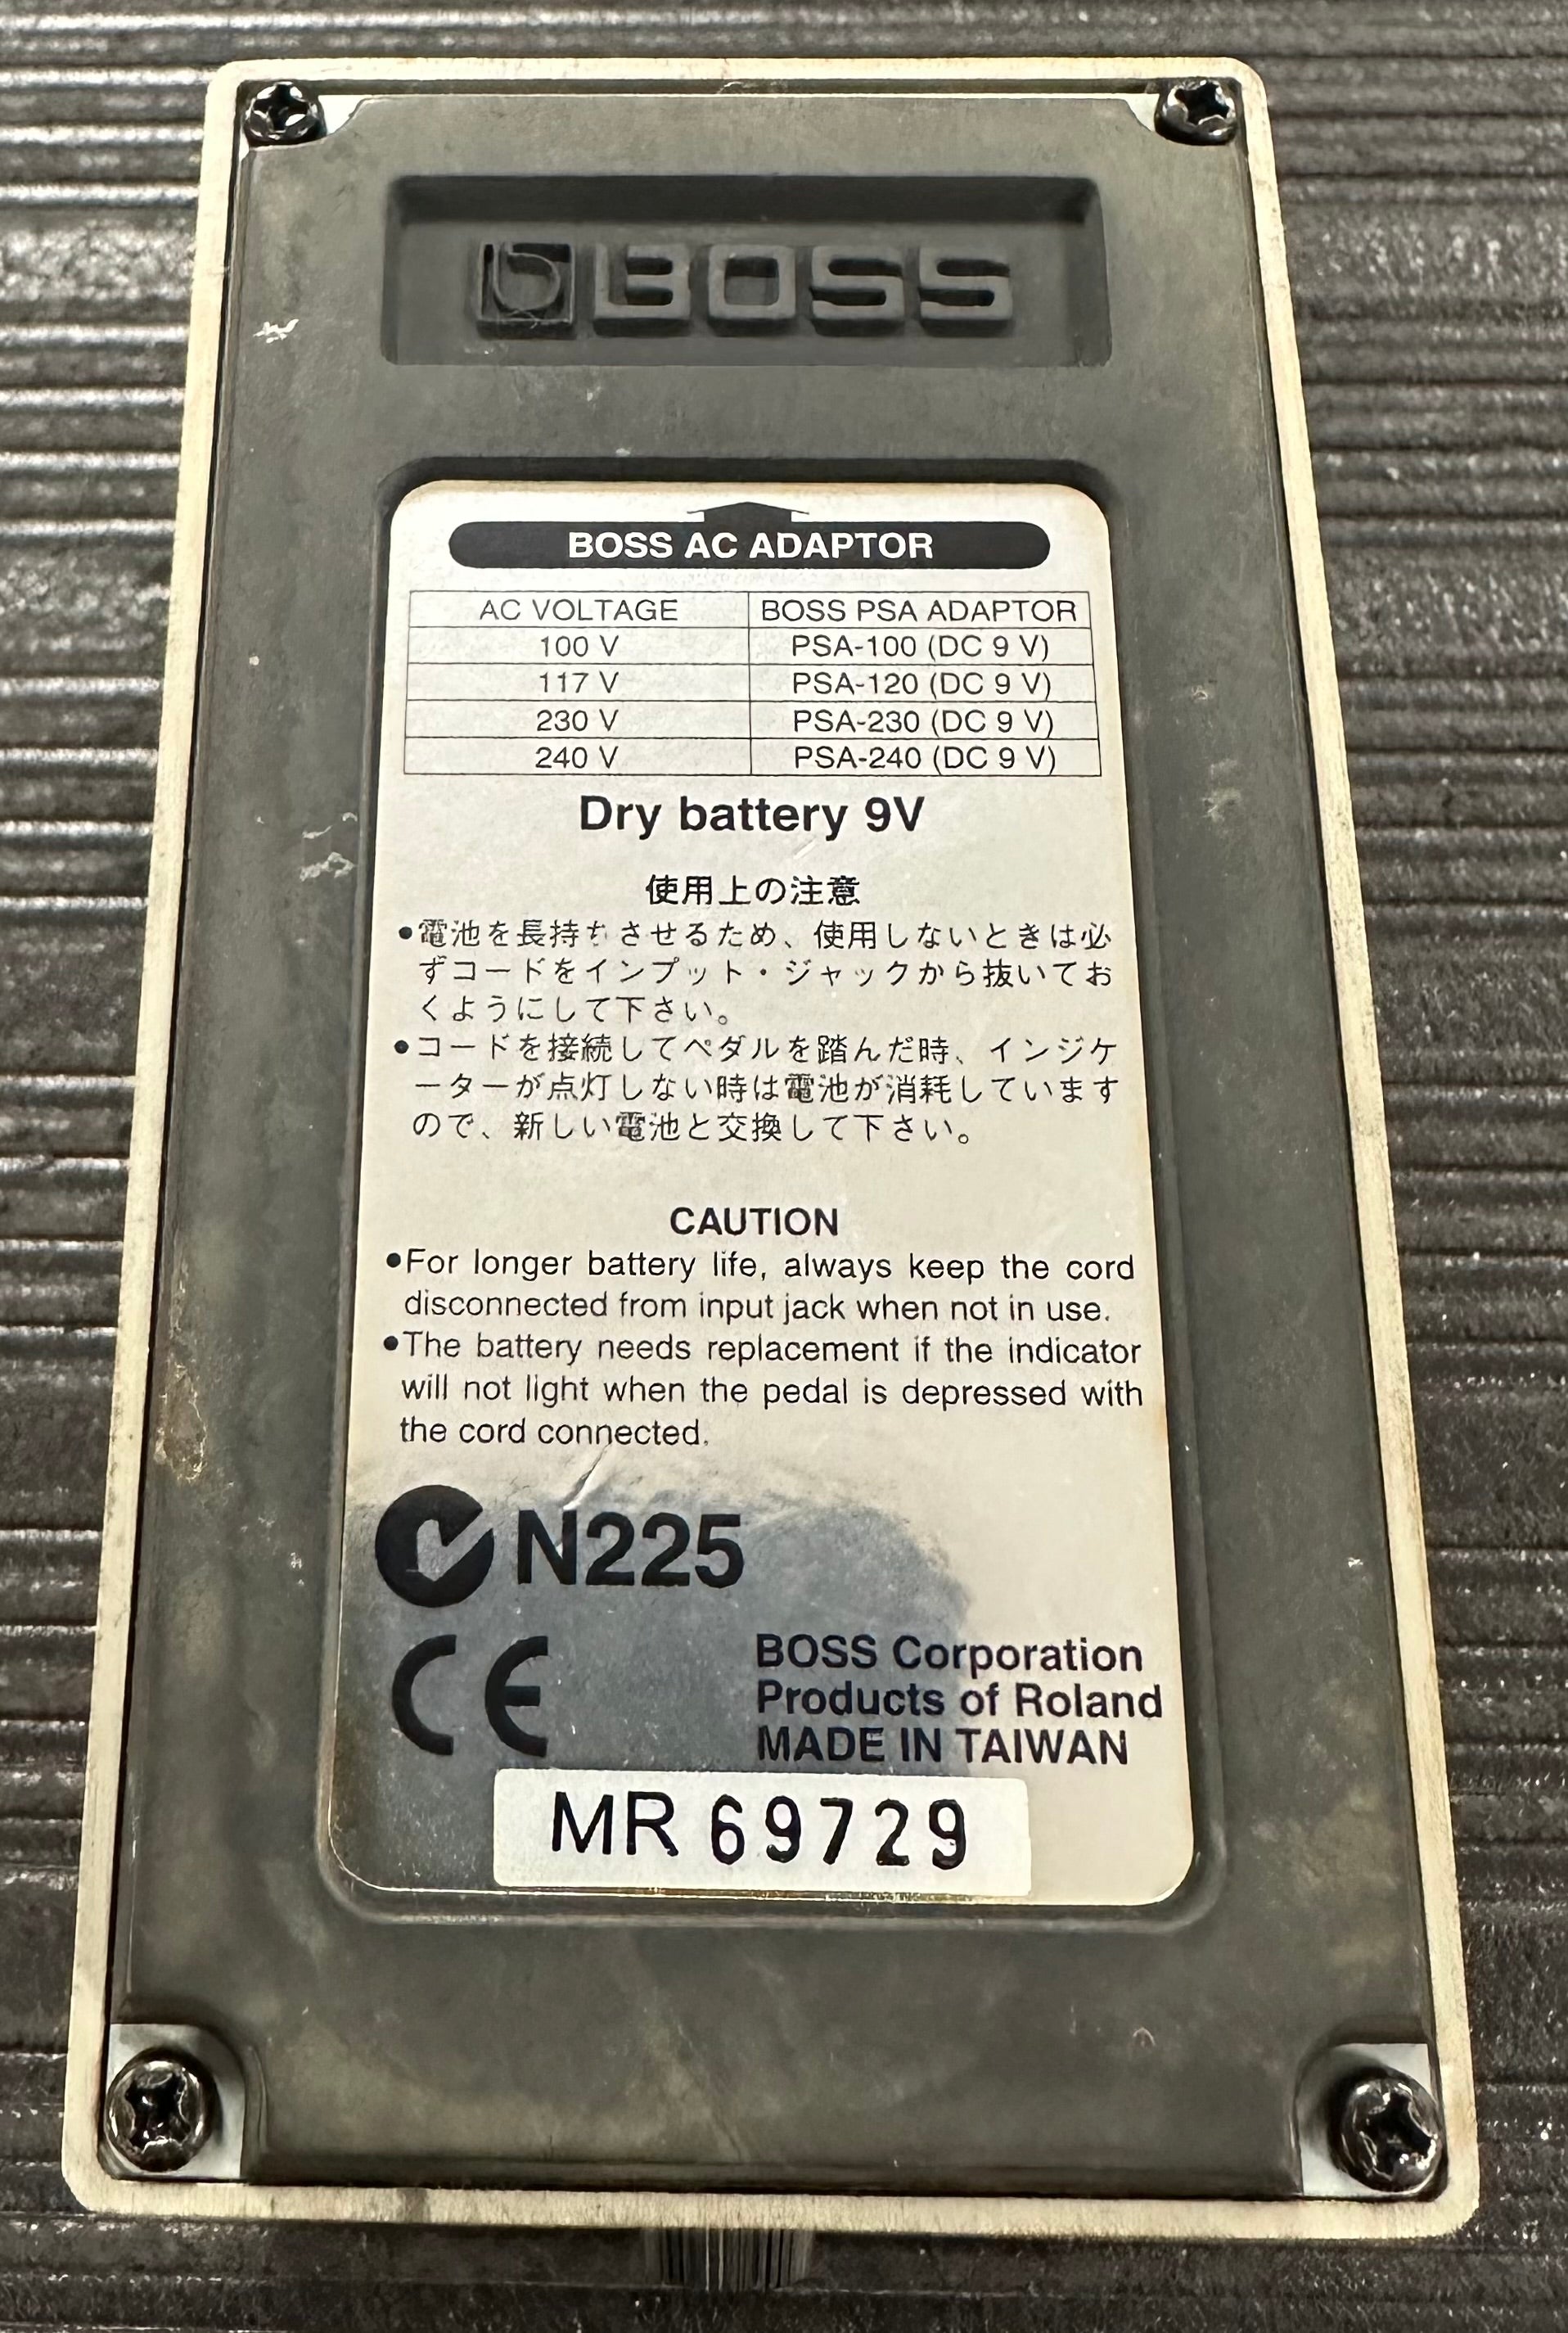 BOSS
BOSS AC ADAPTOR
AC VOLTAGE BOSS PSA ADAPTOR
100 V PSA-100 (DC 9 V)
117 V PSA-120 (DC 9 V)
230 V PSA-230 (DC 9 V)
240 V PSA-240 (DC 9 V)
Dry battery 9V
使用上の注意
●電池を長持ちさせるため、使用しないときは必
ずコードをインプット・ジャックから抜いてお
くようにして下さい。
●コードを接続してペダルを踏んだ時、インジケ
ーターが点灯しない時は電池が消耗しています
ので、新しい電池と交換して下さい。
CAUTION
●For longer battery life, always keep the cord
disconnected from input jack when not in use.
●The battery needs replacement if the indicator
will not light when the pedal is depressed with
the cord connected.
N225
CE
BOSS Corporation
Products of Roland
MADE IN TAIWAN
MR 69729